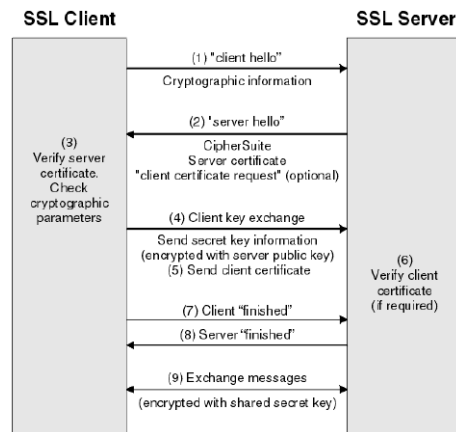 SSL Client
SSL Server
(1) "client hello"
Cryptographic information
(2) "server hello"
CipherSuite
Server certificate
"client certificate request" (optional)
(3)
Verify server
certificate.
Check
cryptographic
parameters
(4) Client key exchange
Send secret key information
(encrypted with server public key)
(5) Send client certificate
(6)
Verify client
certificate
(if required)
(7) Client “finished”
(8) Server “finished”
(9) Exchange messages
(encrypted with shared secret key)